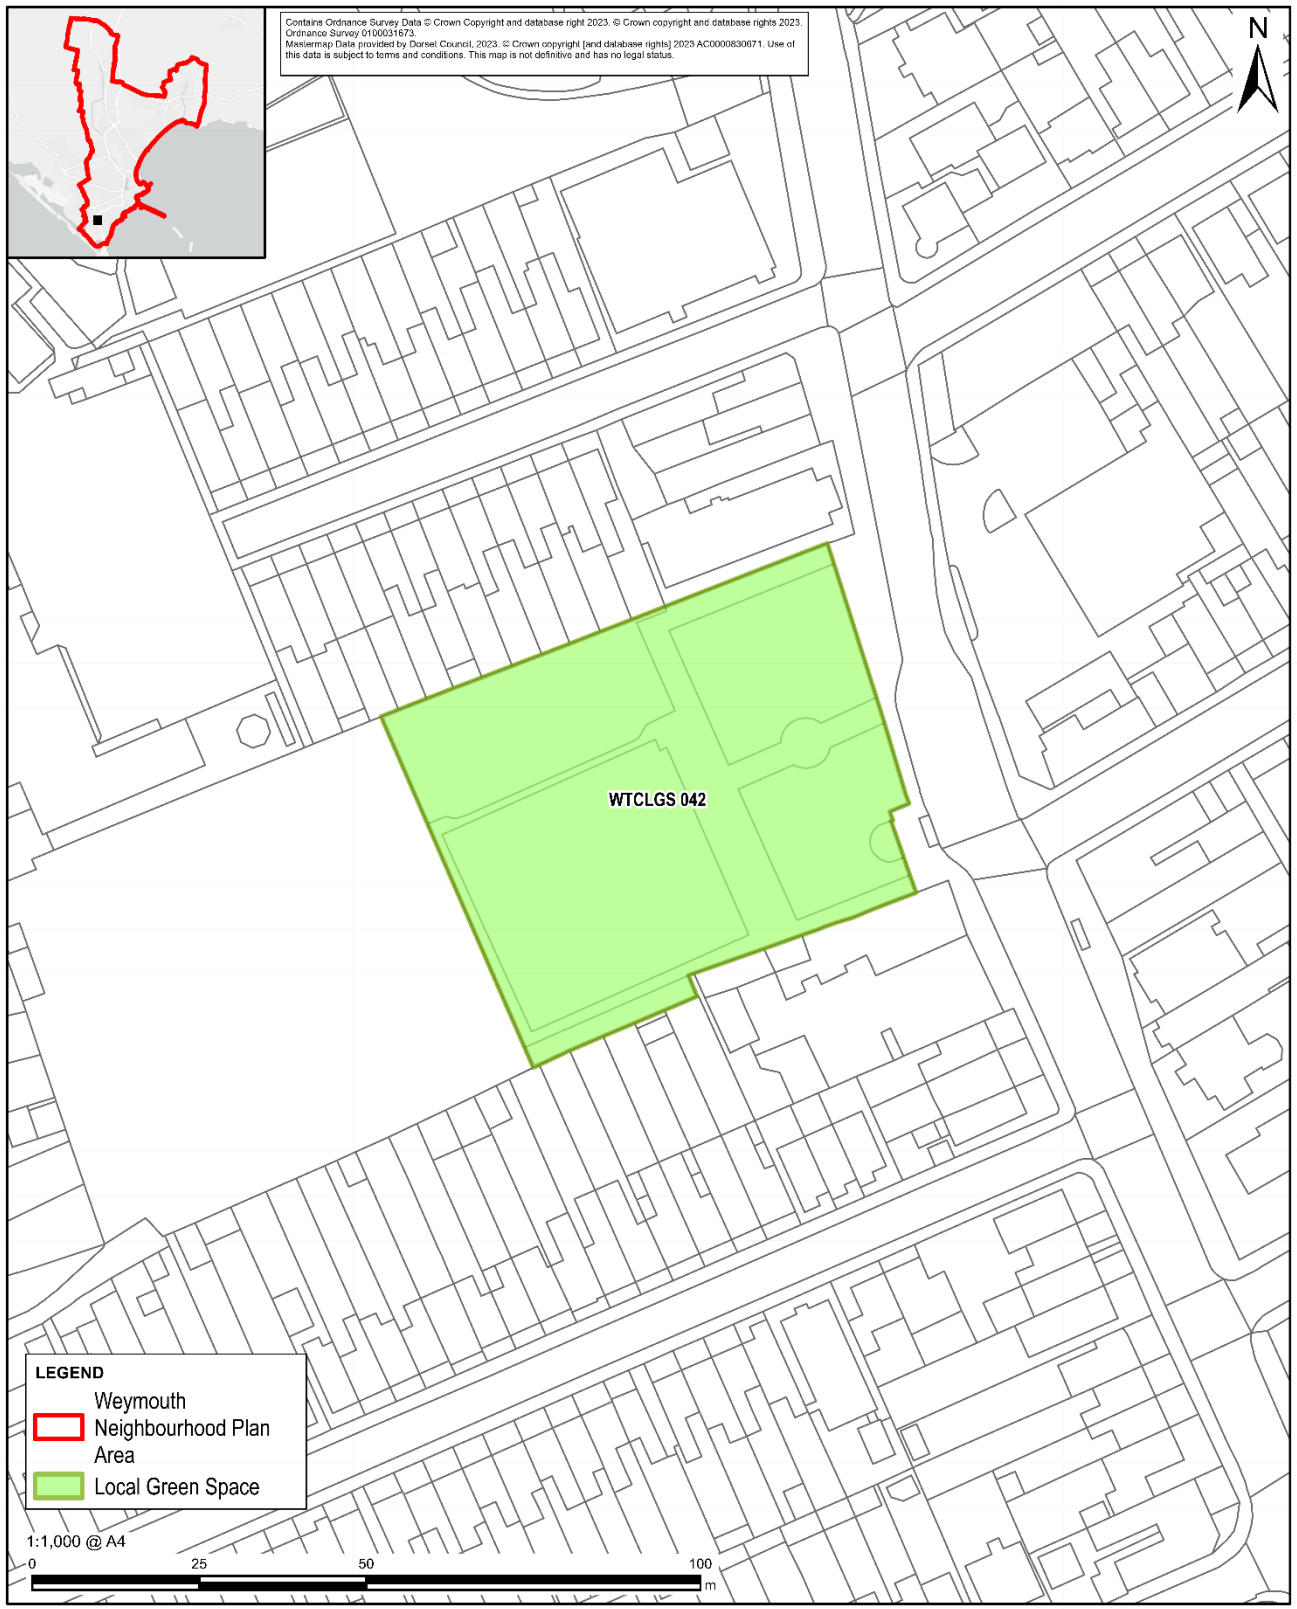 Contains Ordnance Survey Data © Crown Copyright and database right 2023. © Crown copyright and database rights 2023.
Ordnance Survey 0100031673.
Mastermap Data provided by Dorset Council, 2023. © Crown copyright [and database rights] 2023 AC0000830671. Use of
this data is subject to terms and conditions. This map is not definitive and has no legal status.
N
WTCLGS 042
LEGEND
Weymouth
Neighbourhood Plan
Area
Local Green Space
1:1,000 @ A4
0 25 50 100
m